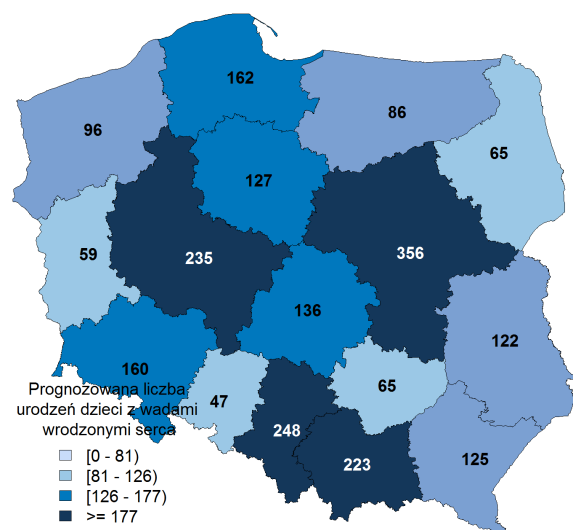 162
86
96
65
127
59
235
356
136
122
160
65
47
248
223
125
Prognozowana liczba
urodzeń dzieci z wadami
wrodzonymi serca
[0 - 81)
[81 - 126)
[126 - 177)
>= 177